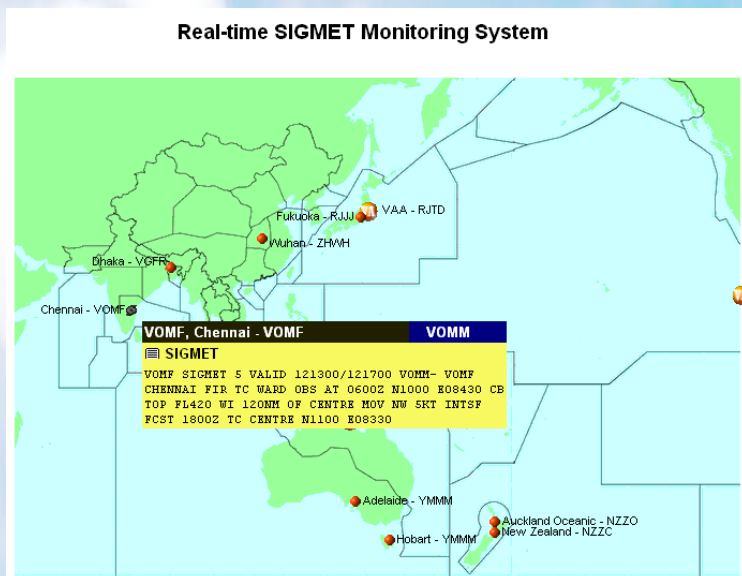 Real-time SIGMET Monitoring System
Fukuoka - RJJJ
VA
VAA - RJTD
Wuhan - ZHWH
Dhaka - VGFR
Chennai - VOMF
VOMF, Chennai - VOMF VOMM
SIGMET
VOMF SIGMET 5 VALID 121300/121700 VOMM- VOMF
CHENNAI FIR TC WARD OBS AT 0600Z N1000 E08430 CB
TOP FL420 WI 120NM OF CENTRE MOV NW 5KT INTSF
FCST 1800Z TC CENTRE N1100 E08330
Adelaide - YMMM
Auckland Oceanic - NZZO
New Zealand - NZZC
Hobart - YMMM